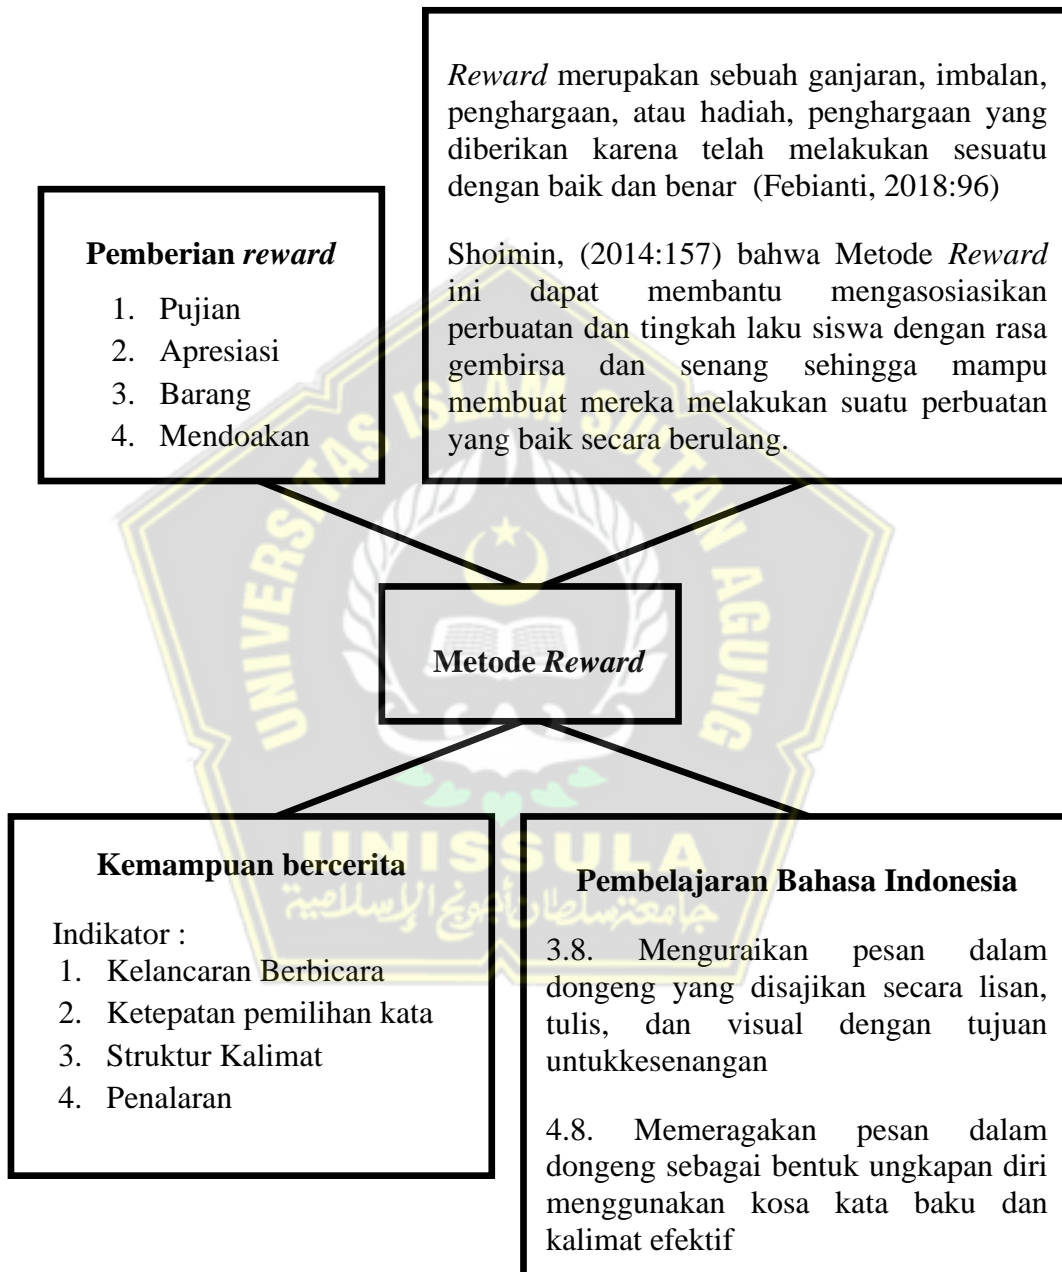 Reward merupakan sebuah ganjaran, imbalan,
penghargaan, atau hadiah, penghargaan yang
diberikan karena telah melakukan sesuatu
dengan baik dan benar (Febianti, 2018:96)
Shoimin, (2014:157) bahwa Metode Reward
ini dapat membantu mengasosiasikan
perbuatan dan tingkah laku siswa dengan rasa
gembirsa dan senang sehingga mampu
membuat mereka melakukan suatu perbuatan
yang baik secara berulang.
Pemberian reward
1. Pujian
2. Apresiasi
3. Barang
4. Mendoakan
Metode Reward
Kemampuan bercerita
Indikator :
1. Kelancaran Berbicara
2. Ketepatan pemilihan kata
3. Struktur Kalimat
4. Penalaran
Pembelajaran Bahasa Indonesia
3.8. Menguraikan pesan dalam
dongeng yang disajikan secara lisan,
tulis, dan visual dengan tujuan
untukkesenangan
4.8. Memeragakan pesan dalam
dongeng sebagai bentuk ungkapan diri
menggunakan kosa kata baku dan
kalimat efektif
UNIVERSITAS ISLAM SULTAN AGUNG
UNISSULA
جامعتسلطان أجونج الإسلامية